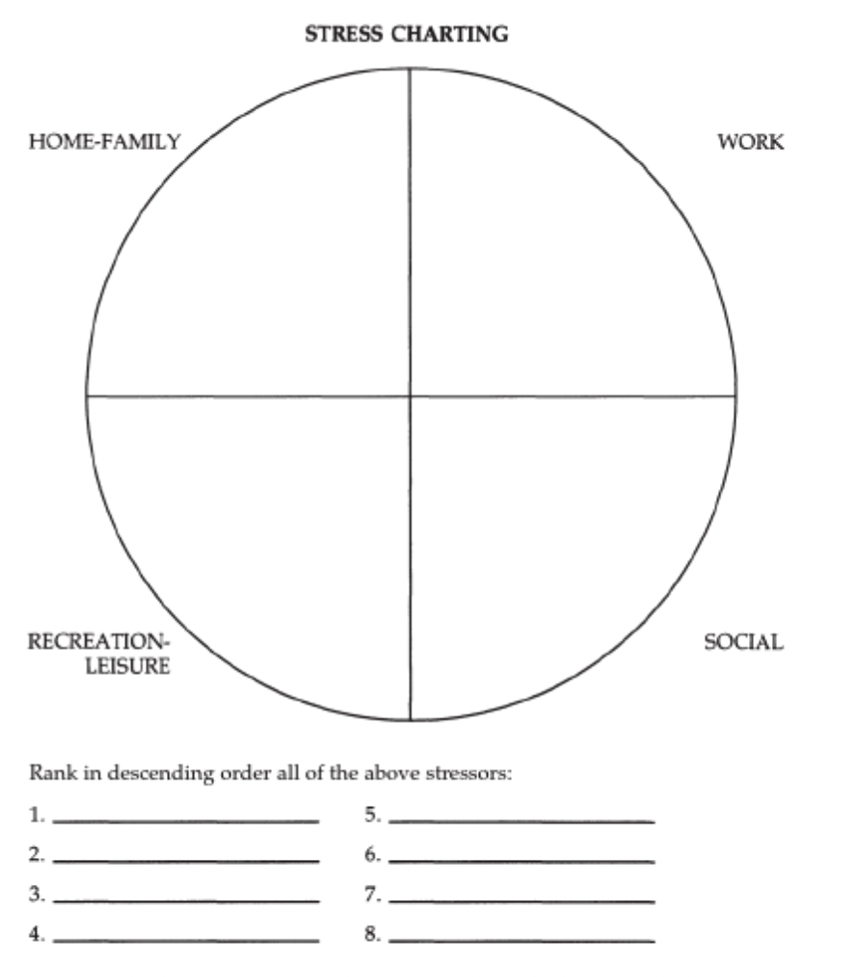 STRESS CHARTING
HOME-FAMILY
WORK
RECREATION-
LEISURE
SOCIAL
Rank in descending order all of the above stressors:
1.
2.
3.
4.
5.
6.
7.
8.